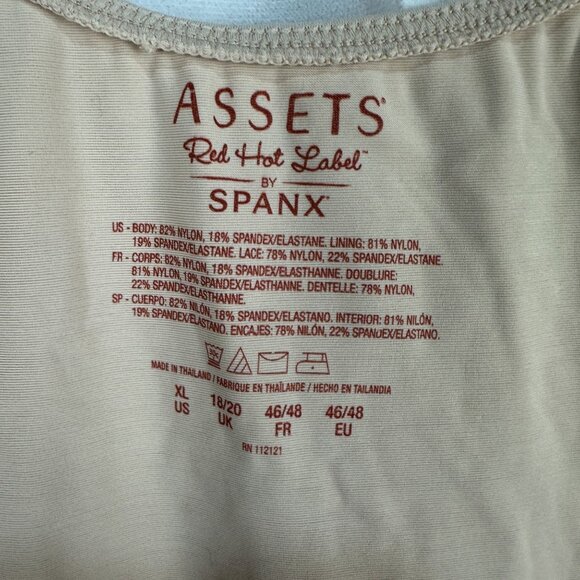 ASSETS®
Red Hot Label™
BY
SPANX®
US - BODY: 82% NYLON, 18% SPANDEX/ELASTANE. LINING: 81% NYLON,
19% SPANDEX/ELASTANE. LACE: 78% NYLON, 22% SPANDEX/ELASTANE.
FR - CORPS: 82% NYLON, 18% SPANDEX/ELASTHANNE. DOUBLURE:
81% NYLON, 19% SPANDEX/ELASTHANNE. DENTELLE: 78% NYLON,
22% SPANDEX/ELASTHANNE.
SP - CUERPO: 82% NILÓN, 18% SPANDEX/ELASTANO. INTERIOR: 81% NILÓN,
19% SPANDEX/ELASTANO. ENCAJES: 78% NILÓN, 22% SPANDEX/ELASTANO.
MADE IN THAILAND / FABRIQUE EN THAÏLANDE / HECHO EN TAILANDIA
XL 18/20 46/48 46/48
US UK FR EU
RN 112121